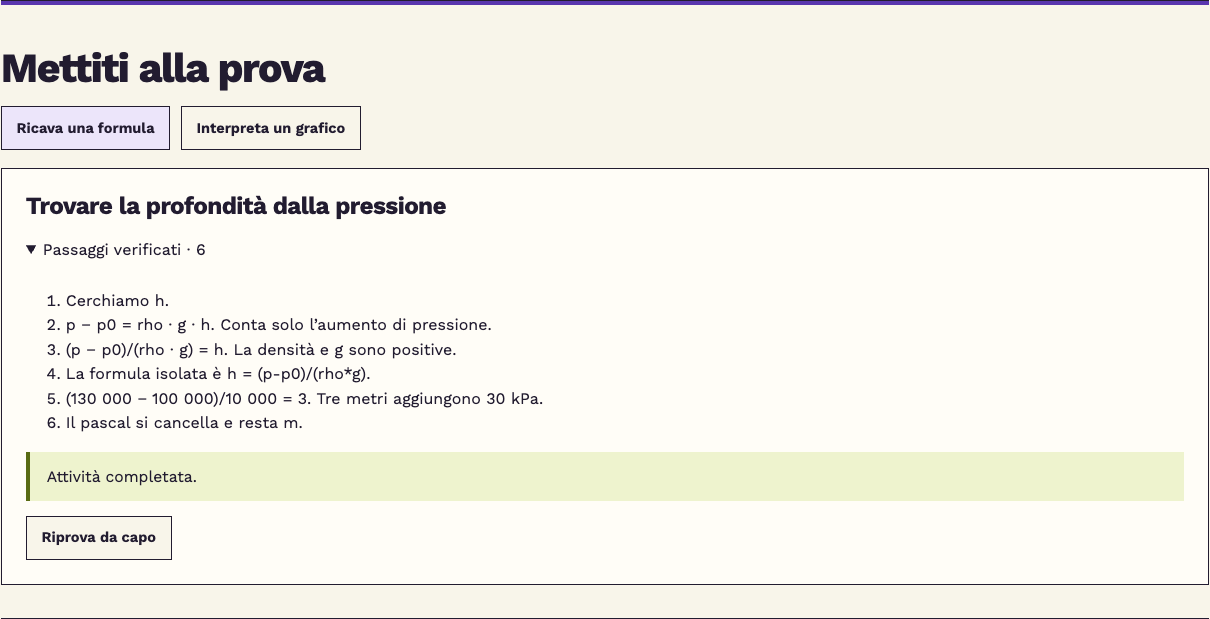 Mettiti alla prova
Ricava una formula
Interpreta un grafico
Trovare la profondità dalla pressione
▼ Passaggi verificati · 6
1. Cerchiamo h.
2. p − p0 = rho · g · h. Conta solo l’aumento di pressione.
3. (p − p0)/(rho · g) = h. La densità e g sono positive.
4. La formula isolata è h = (p-p0)/(rho*g).
5. (130 000 − 100 000)/10 000 = 3. Tre metri aggiungono 30 kPa.
6. Il pascal si cancella e resta m.
Attività completata.
Riprova da capo